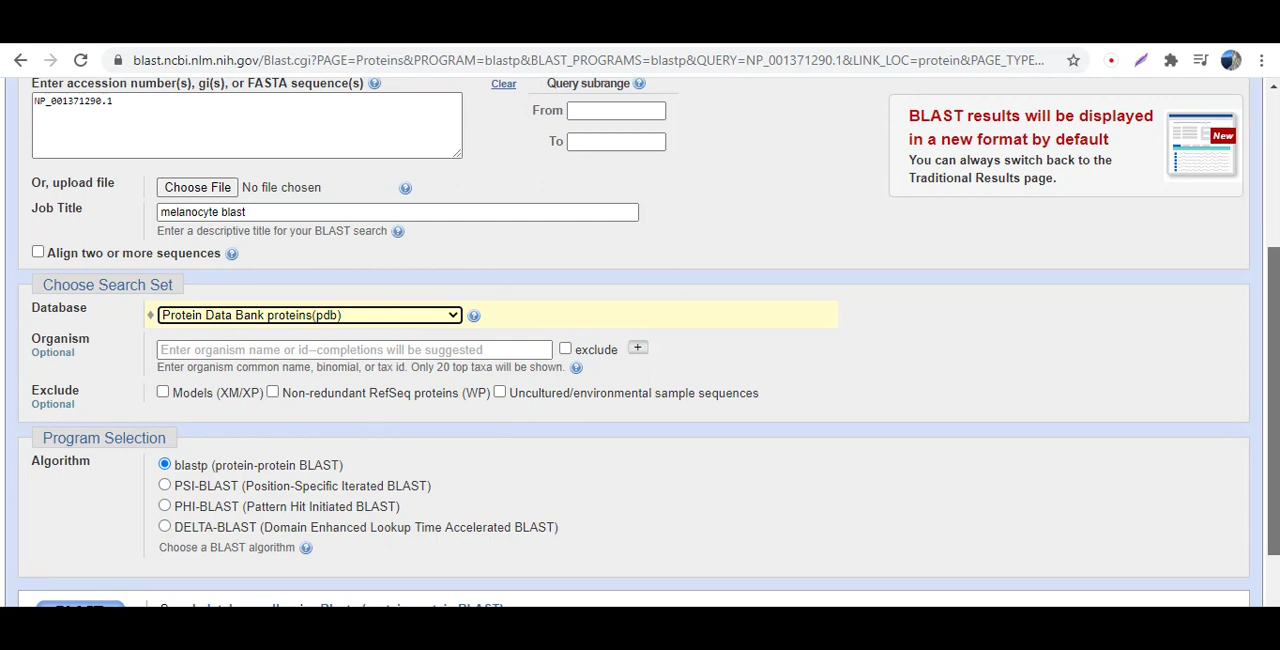 blast.ncbi.nlm.nih.gov/Blast.cgi?PAGE=Proteins&PROGRAM=blastp&BLAST_PROGRAMS=blastp&QUERY=NP_001371290.1&LINK_LOC=protein&PAGE_TYPE...
Enter accession number(s), gi(s), or FASTA sequence(s) Clear Query subrange
NP_001371290.1
From
To
BLAST results will be displayed
in a new format by default
You can always switch back to the
Traditional Results page.
New
Or, upload file Choose File No file chosen
Job Title melanocyte blast
Enter a descriptive title for your BLAST search
Align two or more sequences
Choose Search Set
Database Protein Data Bank proteins(pdb)
Organism
Optional
Enter organism name or id--completions will be suggested exclude +
Enter organism common name, binomial, or tax id. Only 20 top taxa will be shown.
Exclude
Optional
Models (XM/XP) Non-redundant RefSeq proteins (WP) Uncultured/environmental sample sequences
Program Selection
Algorithm
blastp (protein-protein BLAST)
PSI-BLAST (Position-Specific Iterated BLAST)
PHI-BLAST (Pattern Hit Initiated BLAST)
DELTA-BLAST (Domain Enhanced Lookup Time Accelerated BLAST)
Choose a BLAST algorithm